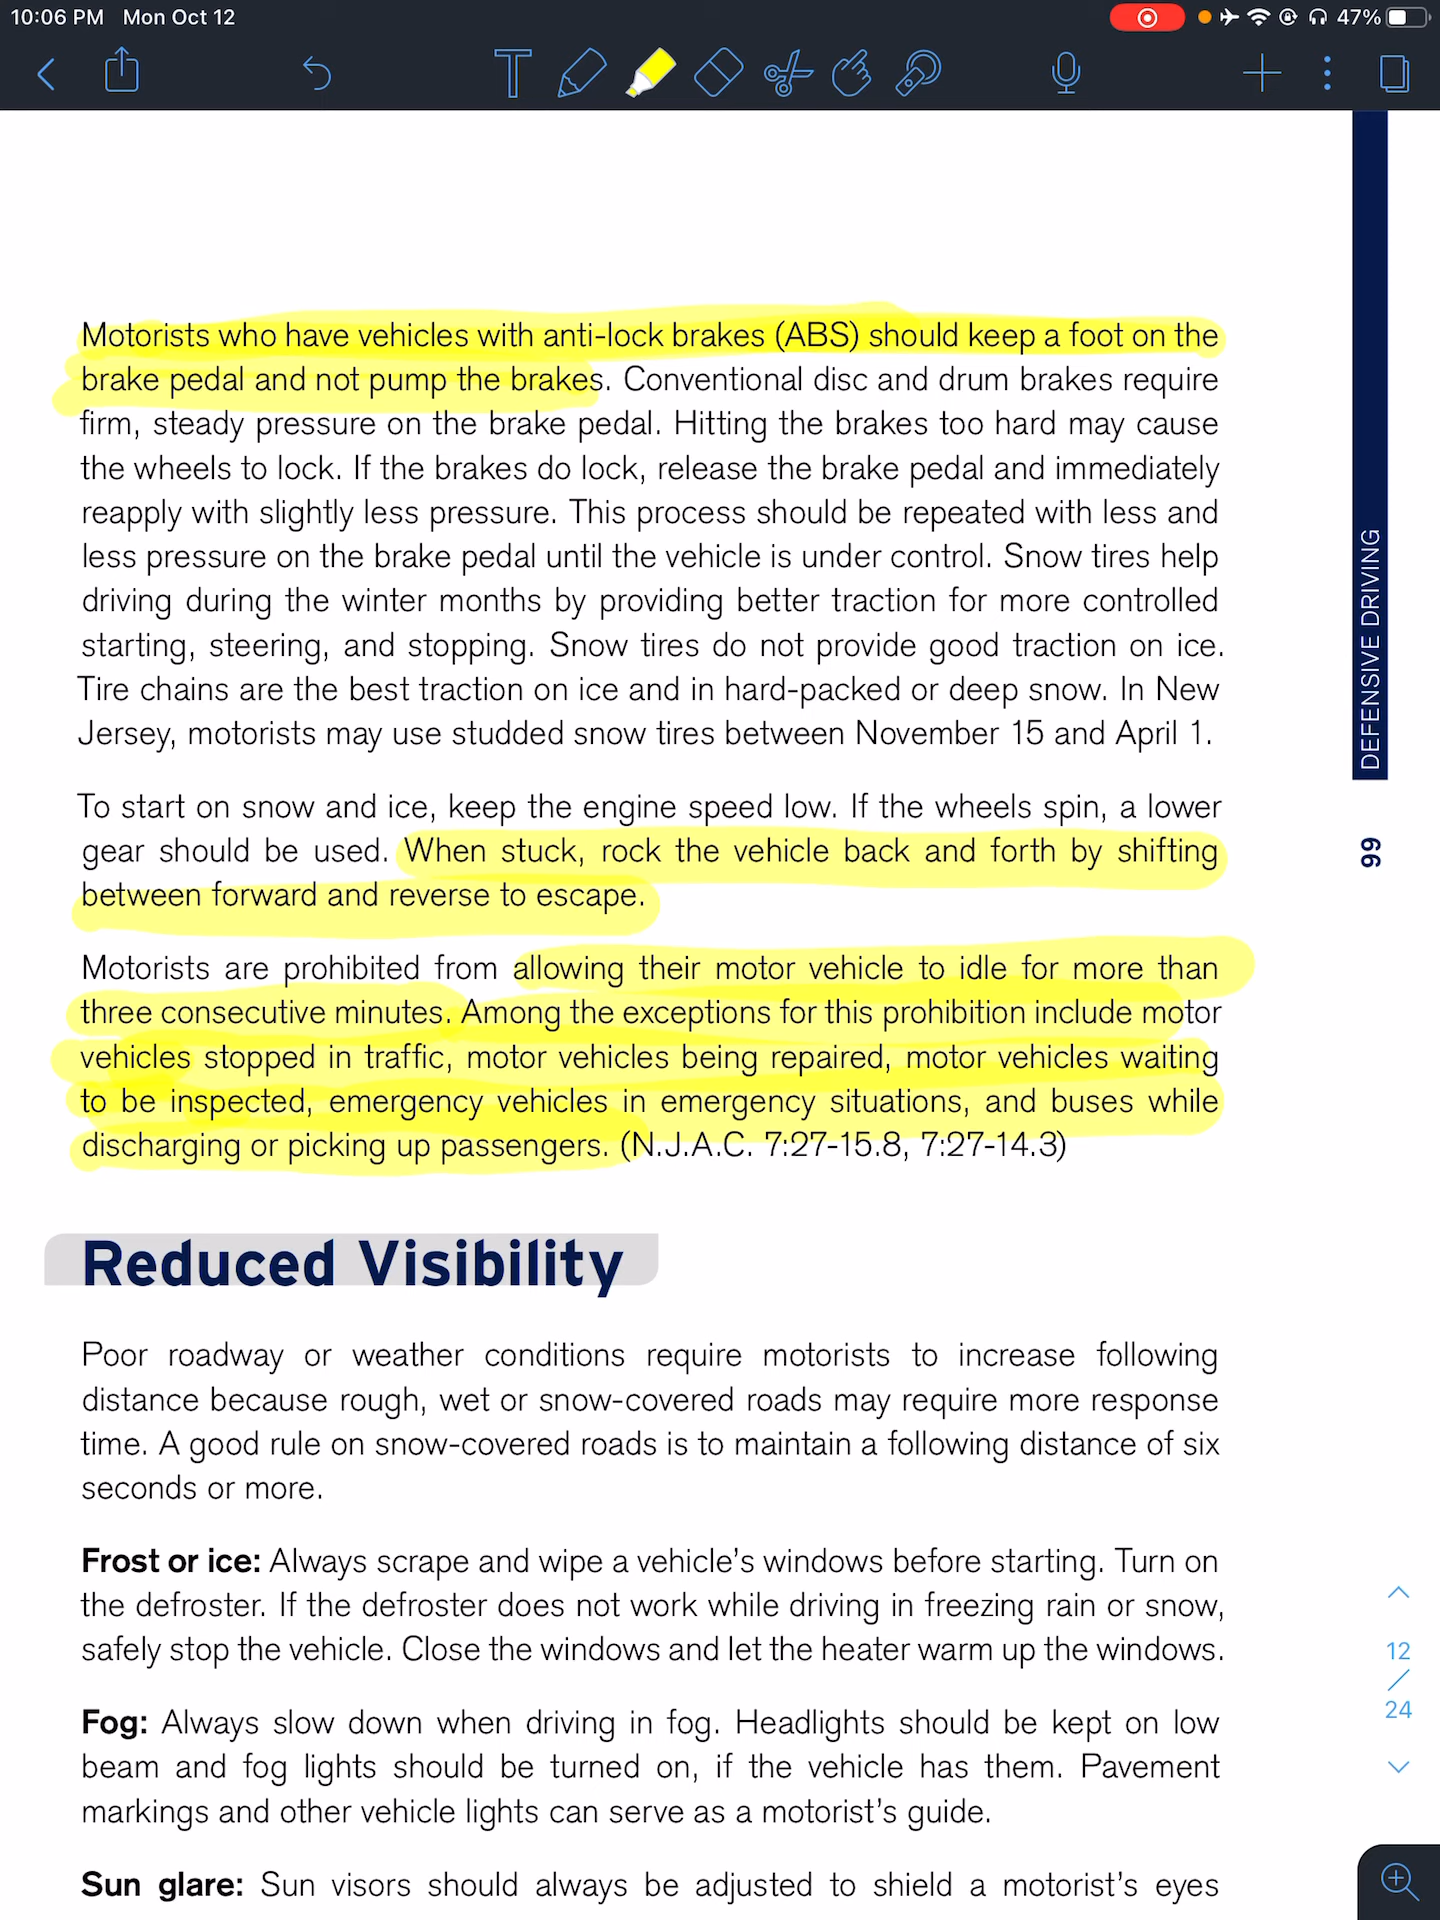 10:06 PM Mon Oct 12
47%
T
Motorists who have vehicles with anti-lock brakes (ABS) should keep a foot on the
brake pedal and not pump the brakes. Conventional disc and drum brakes require
firm, steady pressure on the brake pedal. Hitting the brakes too hard may cause
the wheels to lock. If the brakes do lock, release the brake pedal and immediately
reapply with slightly less pressure. This process should be repeated with less and
less pressure on the brake pedal until the vehicle is under control. Snow tires help
driving during the winter months by providing better traction for more controlled
starting, steering, and stopping. Snow tires do not provide good traction on ice.
Tire chains are the best traction on ice and in hard-packed or deep snow. In New
Jersey, motorists may use studded snow tires between November 15 and April 1.
To start on snow and ice, keep the engine speed low. If the wheels spin, a lower
gear should be used. When stuck, rock the vehicle back and forth by shifting
between forward and reverse to escape.
Motorists are prohibited from allowing their motor vehicle to idle for more than
three consecutive minutes. Among the exceptions for this prohibition include motor
vehicles stopped in traffic, motor vehicles being repaired, motor vehicles waiting
to be inspected, emergency vehicles in emergency situations, and buses while
discharging or picking up passengers. (N.J.A.C. 7:27-15.8, 7:27-14.3)
Reduced Visibility
Poor roadway or weather conditions require motorists to increase following
distance because rough, wet or snow-covered roads may require more response
time. A good rule on snow-covered roads is to maintain a following distance of six
seconds or more.
Frost or ice: Always scrape and wipe a vehicle's windows before starting. Turn on
the defroster. If the defroster does not work while driving in freezing rain or snow,
safely stop the vehicle. Close the windows and let the heater warm up the windows.
Fog: Always slow down when driving in fog. Headlights should be kept on low
beam and fog lights should be turned on, if the vehicle has them. Pavement
markings and other vehicle lights can serve as a motorist's guide.
Sun glare: Sun visors should always be adjusted to shield a motorist's eyes
DEFENSIVE DRIVING
99
12
/
24